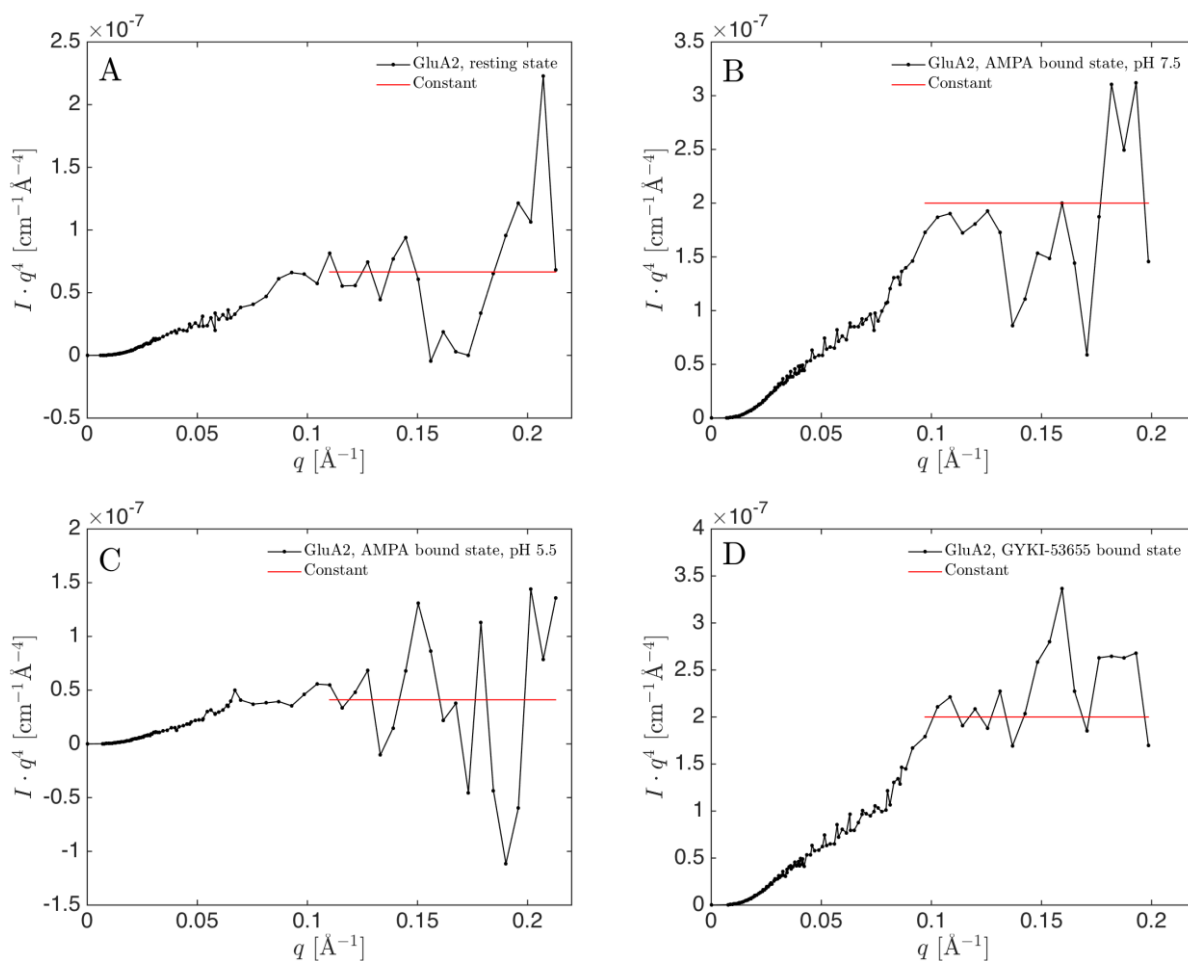 ×10⁻⁷
A
GluA2, resting state
Constant
2.5
2
1.5
1
0.5
0
-0.5
I · q⁴ [cm⁻¹Å⁻⁴]
0 0.05 0.1 0.15 0.2
q [Å⁻¹]
×10⁻⁷
B
GluA2, AMPA bound state, pH 7.5
Constant
3.5
3
2.5
2
1.5
1
0.5
0
I · q⁴ [cm⁻¹Å⁻⁴]
0 0.05 0.1 0.15 0.2
q [Å⁻¹]
×10⁻⁷
C
GluA2, AMPA bound state, pH 5.5
Constant
2
1.5
1
0.5
0
-0.5
-1
-1.5
I · q⁴ [cm⁻¹Å⁻⁴]
0 0.05 0.1 0.15 0.2
q [Å⁻¹]
×10⁻⁷
D
GluA2, GYKI-53655 bound state
Constant
4
3.5
3
2.5
2
1.5
1
0.5
0
I · q⁴ [cm⁻¹Å⁻⁴]
0 0.05 0.1 0.15 0.2
q [Å⁻¹]